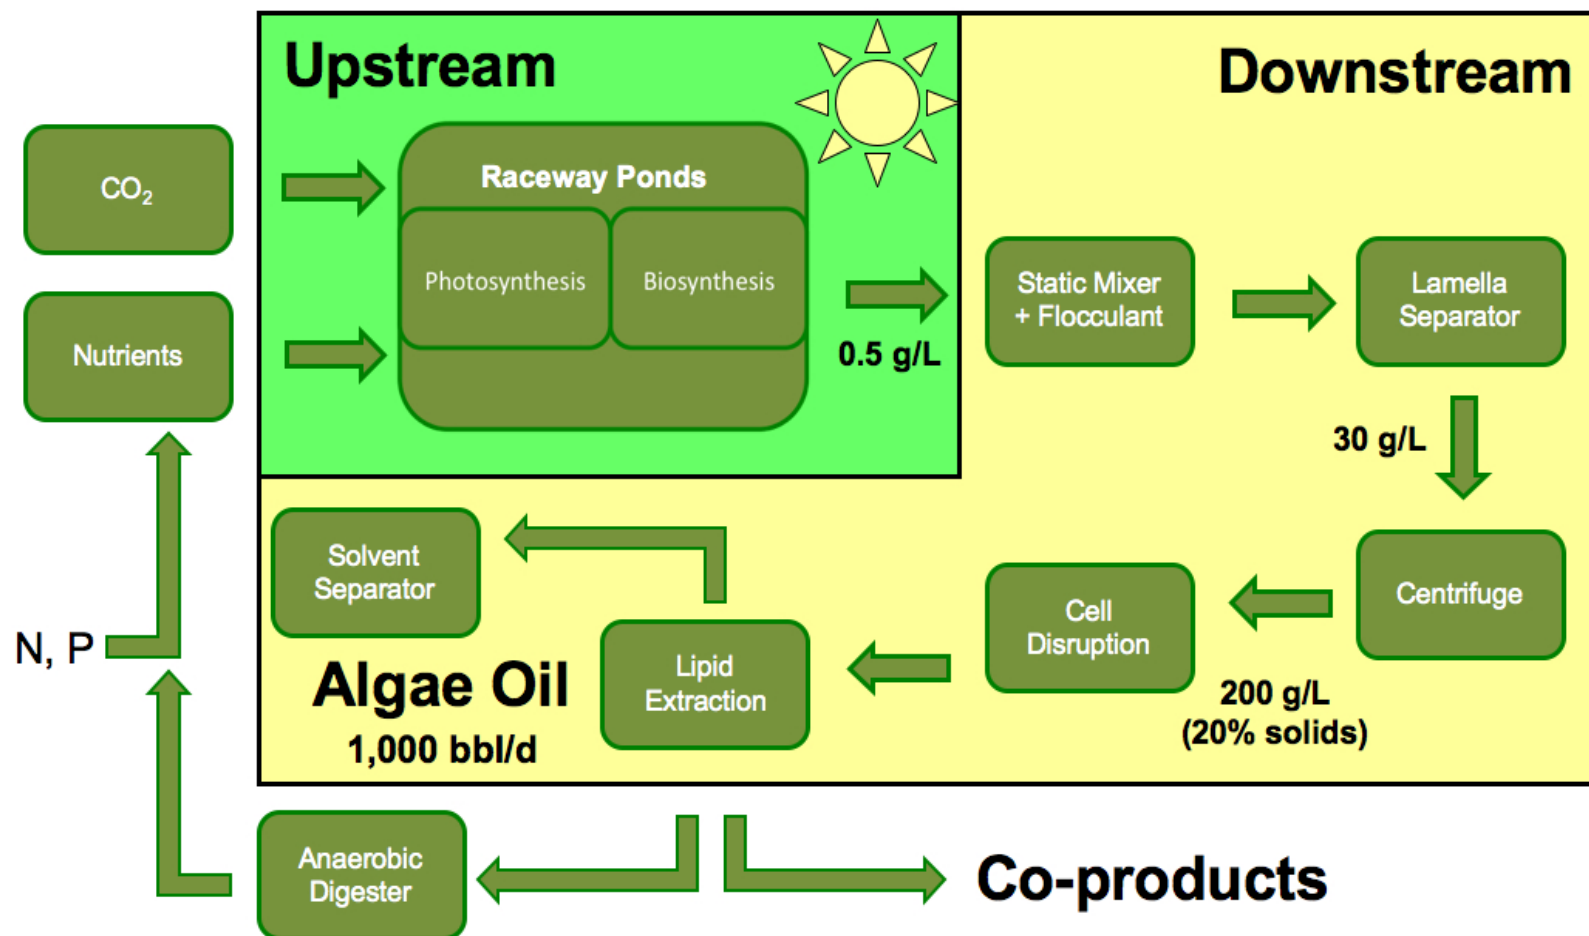 Upstream
Downstream
CO₂
Raceway Ponds
Photosynthesis
Biosynthesis
Nutrients
0.5 g/L
Static Mixer
+ Flocculant
Lamella
Separator
30 g/L
Centrifuge
Cell
Disruption
200 g/L
(20% solids)
Lipid
Extraction
Solvent
Separator
Algae Oil
1,000 bbl/d
N, P
Anaerobic
Digester
Co-products